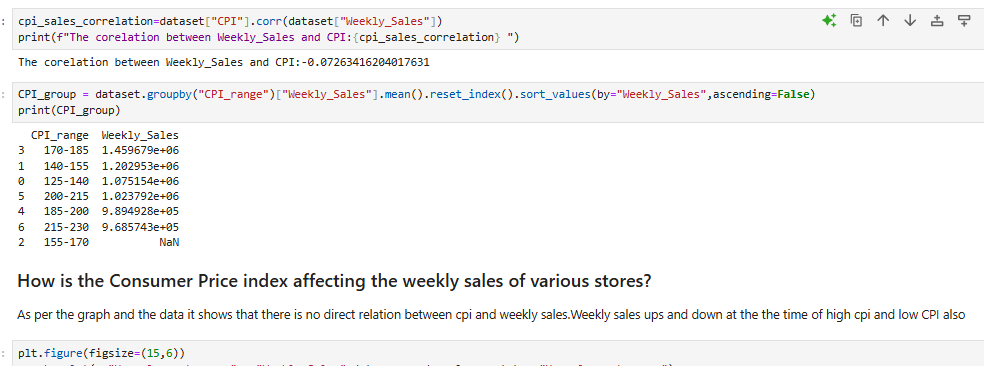 cpi_sales_correlation=dataset["CPI"].corr(dataset["Weekly_Sales"])
print(f"The corelation between Weekly_Sales and CPI:{cpi_sales_correlation} ")
The corelation between Weekly_Sales and CPI:-0.07263416204017631
CPI_group = dataset.groupby("CPI_range")["Weekly_Sales"].mean().reset_index().sort_values(by="Weekly_Sales",ascending=False)
print(CPI_group)
CPI_range Weekly_Sales
3 170-185 1.459679e+06
1 140-155 1.202953e+06
0 125-140 1.075154e+06
5 200-215 1.023792e+06
4 185-200 9.894928e+05
6 215-230 9.685743e+05
2 155-170 NaN
How is the Consumer Price index affecting the weekly sales of various stores?
As per the graph and the data it shows that there is no direct relation between cpi and weekly sales.Weekly sales ups and down at the the time of high cpi and low CPI also
plt.figure(figsize=(15,6))